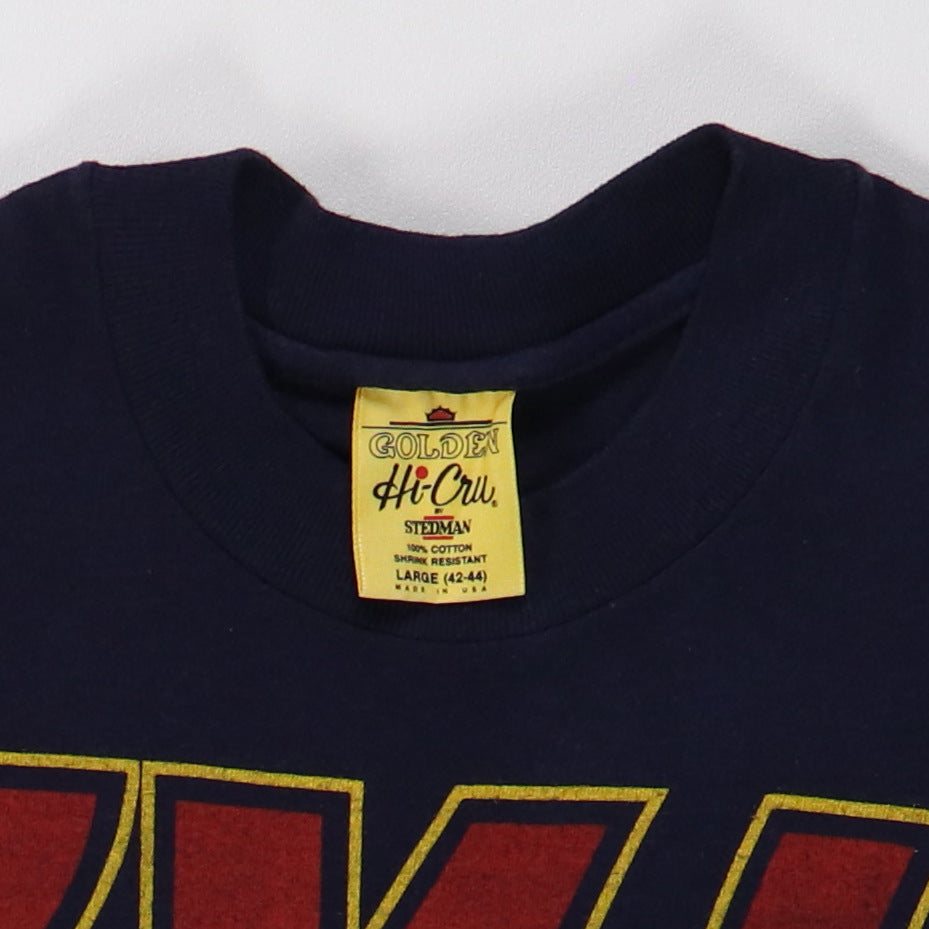 GOLDEN
Hi-Cru®
BY
STEDMAN
100% COTTON
SHRINK RESISTANT
LARGE (42-44)
MADE IN USA